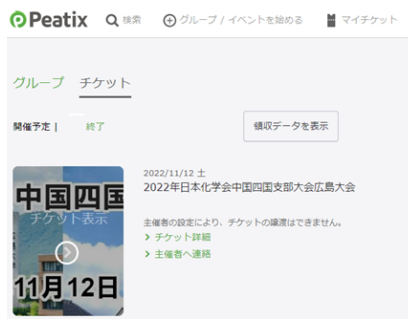 Peatix 検索 グループ / イベントを始める マイチケット
グループ チケット
開催予定 | 終了 領収データを表示
2022/11/12 土
2022年日本化学会中国四国支部大会広島大会
主催者の設定により、チケットの譲渡はできません。
チケット詳細
主催者へ連絡
中国四国
チケット表示
11月12日